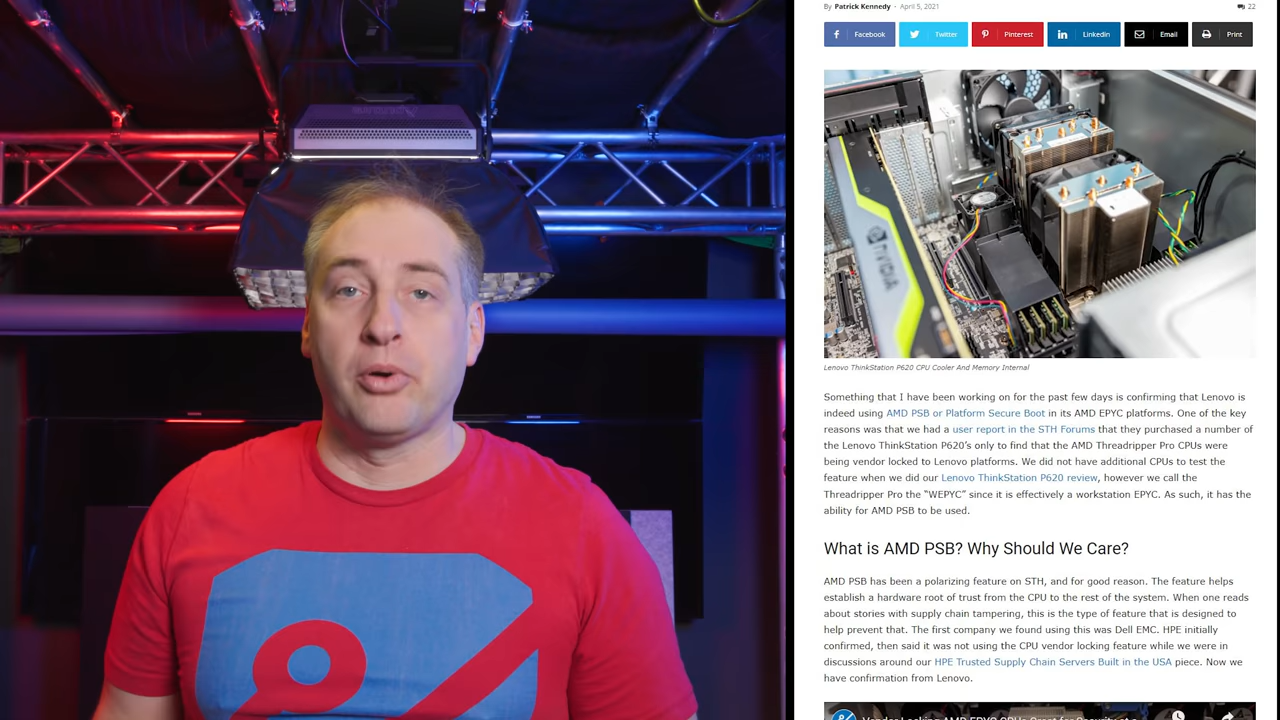 By Patrick Kennedy - April 5, 2021
22
Facebook
Twitter
Pinterest
Linkedin
Email
Print
NVIDIA
Lenovo ThinkStation P620 CPU Cooler And Memory Internal
Something that I have been working on for the past few days is confirming that Lenovo is
indeed using AMD PSB or Platform Secure Boot in its AMD EPYC platforms. One of the key
reasons was that we had a user report in the STH Forums that they purchased a number of
the Lenovo ThinkStation P620's only to find that the AMD Threadripper Pro CPUs were
being vendor locked to Lenovo platforms. We did not have additional CPUs to test the
feature when we did our Lenovo ThinkStation P620 review, however we call the
Threadripper Pro the “WEPYC” since it is effectively a workstation EPYC. As such, it has the
ability for AMD PSB to be used.
What is AMD PSB? Why Should We Care?
AMD PSB has been a polarizing feature on STH, and for good reason. The feature helps
establish a hardware root of trust from the CPU to the rest of the system. When one reads
about stories with supply chain tampering, this is the type of feature that is designed to
help prevent that. The first company we found using this was Dell EMC. HPE initially
confirmed, then said it was not using the CPU vendor locking feature while we were in
discussions around our HPE Trusted Supply Chain Servers Built in the USA piece. Now we
have confirmation from Lenovo.
Vendor Locking AMD EPYC CPUs Great for Security